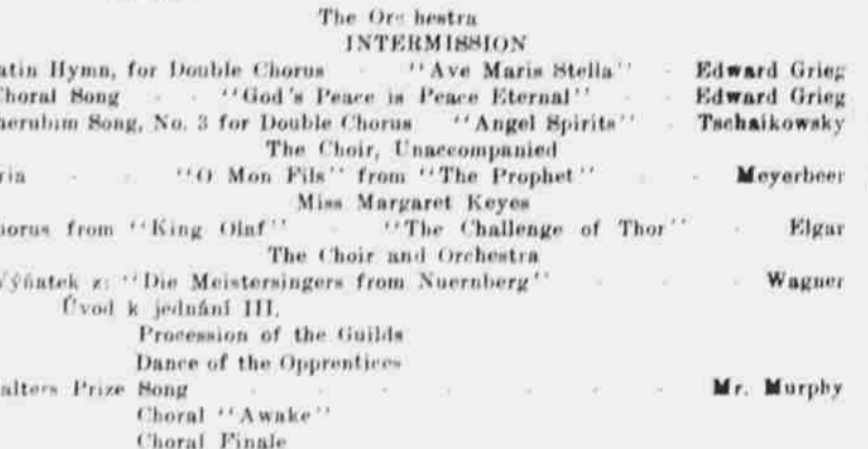 The Orchestra
INTERMISSION
atin Hymn, for Double Chorus - "Ave Maris Stella" - Edward Grieg
Choral Song - - "God's Peace is Peace Eternal" - - Edward Grieg
herubim Song, No. 3 for Double Chorus "Angel Spirits" - Tschaikowsky
The Choir, Unaccompanied
ria - - "O Mon Fils" from "The Prophet" - - Meyerbeer
Miss Margaret Keyes
horus from "King Olaf" - "The Challenge of Thor" - Elgar
The Choir and Orchestra
Výňatek z: "Die Meistersingers from Nuernberg" - - Wagner
Úvod k jednání III.
Procession of the Guilds
Dance of the Opprentices
alters Prize Song - - - - - - Mr. Murphy
Choral "Awake"
Choral Finale